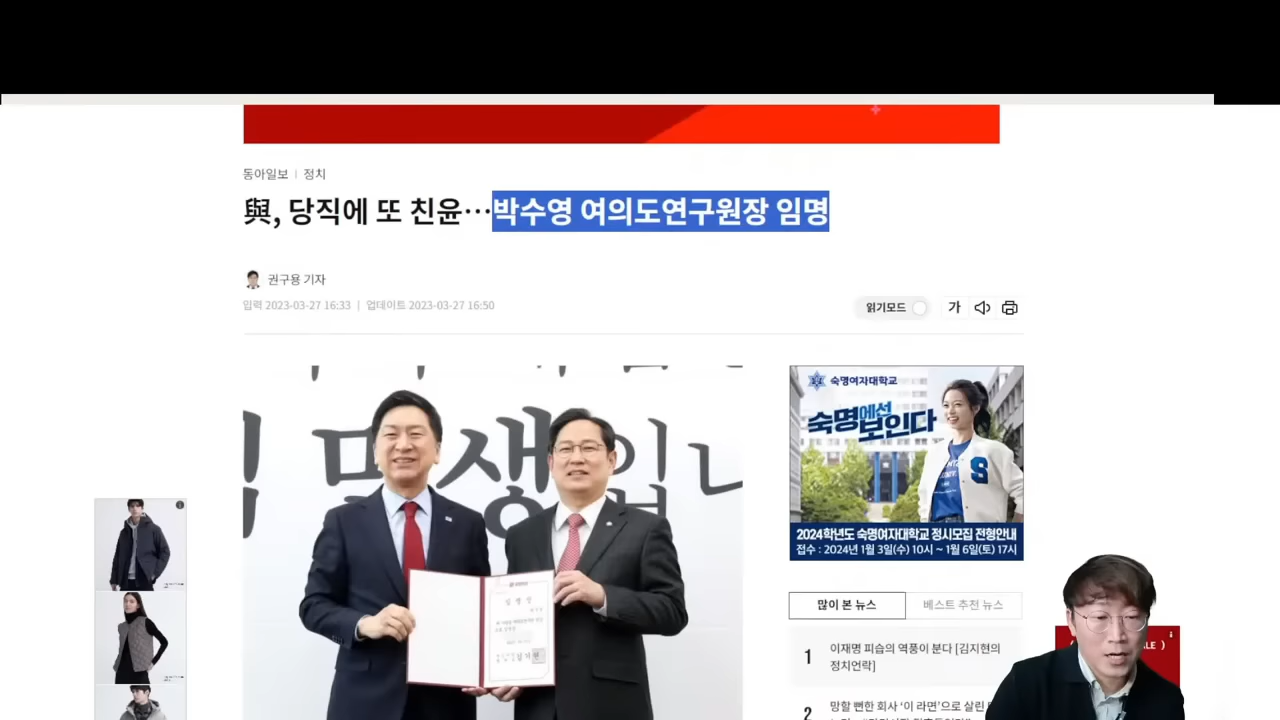 동아일보 | 정치
與, 당직에 또 친윤…박수영 여의도연구원장 임명
권구용 기자
입력 2023-03-27 16:33 | 업데이트 2023-03-27 16:50
읽기모드
가
민생입니
임명장
숙명여자대학교
숙명에선
보인다
S
2024학년도 숙명여자대학교 정시모집 전형안내
접수 : 2024년 1월 3일(수) 10시 ~ 1월 6일(토) 17시
많이 본 뉴스
베스트 추천 뉴스
1
이재명 피습의 역풍이 분다 [김지현의
정치언락]
2
망할 뻔한 회사 ‘이 라면’으로 살린